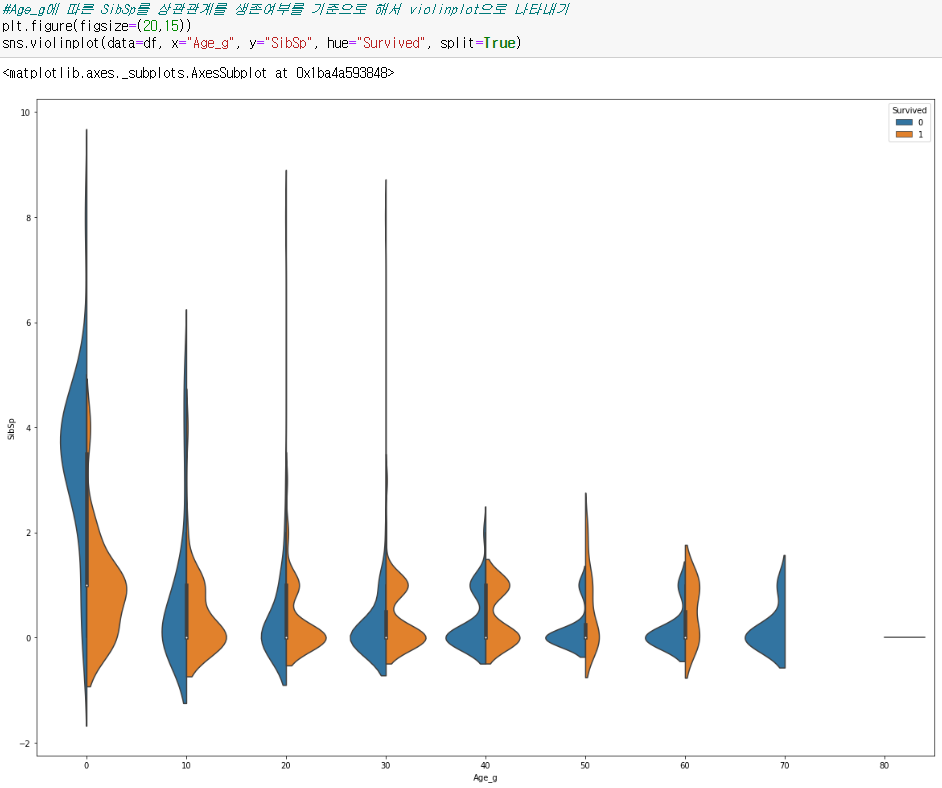 #Age_g에 따른 SibSp를 상관관계를 생존여부를 기준으로 해서 violinplot으로 나타내기
plt.figure(figsize=(20,15))
sns.violinplot(data=df, x="Age_g", y="SibSp", hue="Survived", split=True)
<matplotlib.axes._subplots.AxesSubplot at 0x1ba4a593848>
Survived
0
1
10
8
6
4
2
0
−2
SibSp
0 10 20 30 40 50 60 70 80
Age_g